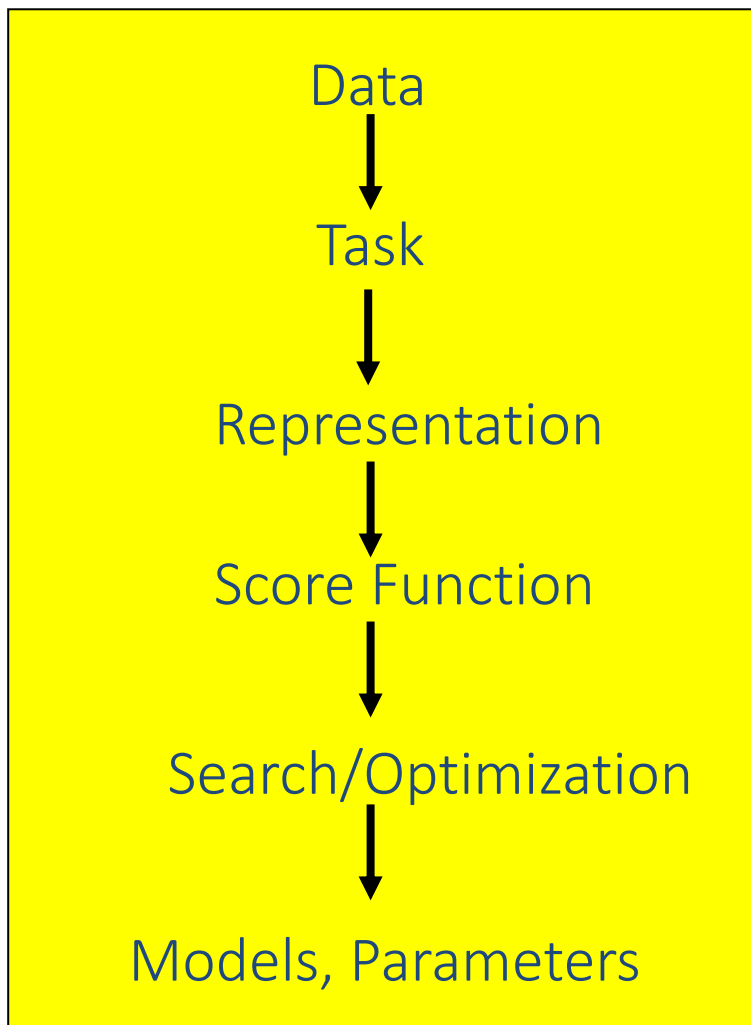 Data
Task
Representation
Score Function
Search/Optimization
Models, Parameters